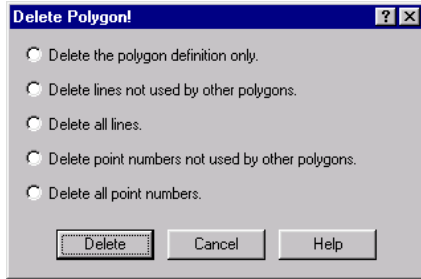 Delete Polygon!
Delete the polygon definition only.
Delete lines not used by other polygons.
Delete all lines.
Delete point numbers not used by other polygons.
Delete all point numbers.
Delete Cancel Help